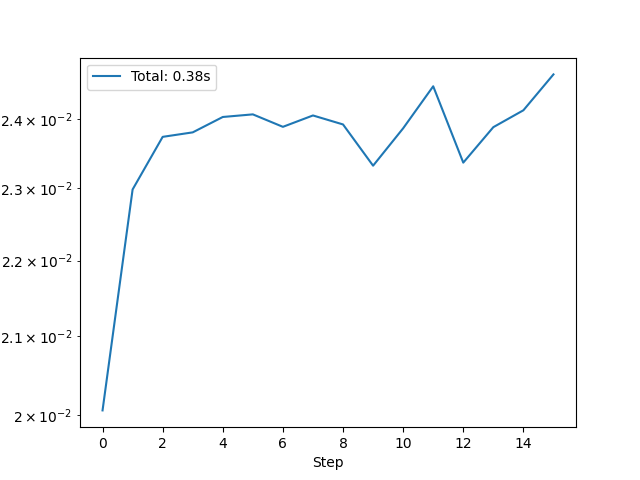 Total: 0.38s
2.4 × 10⁻²
2.3 × 10⁻²
2.2 × 10⁻²
2.1 × 10⁻²
2 × 10⁻²
0 2 4 6 8 10 12 14
Step